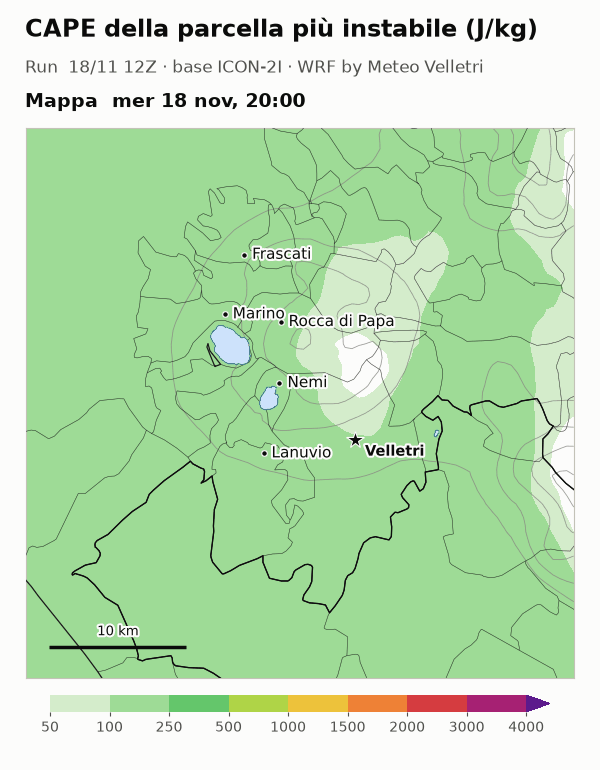 CAPE della parcella più instabile (J/kg)
Run  18/11 12Z · base ICON-2I · WRF by Meteo Velletri
Mappa  mer 18 nov, 20:00
Frascati
Marino
Rocca di Papa
Nemi
Velletri
Lanuvio
10 km
50 100 250 500 1000 1500 2000 3000 4000